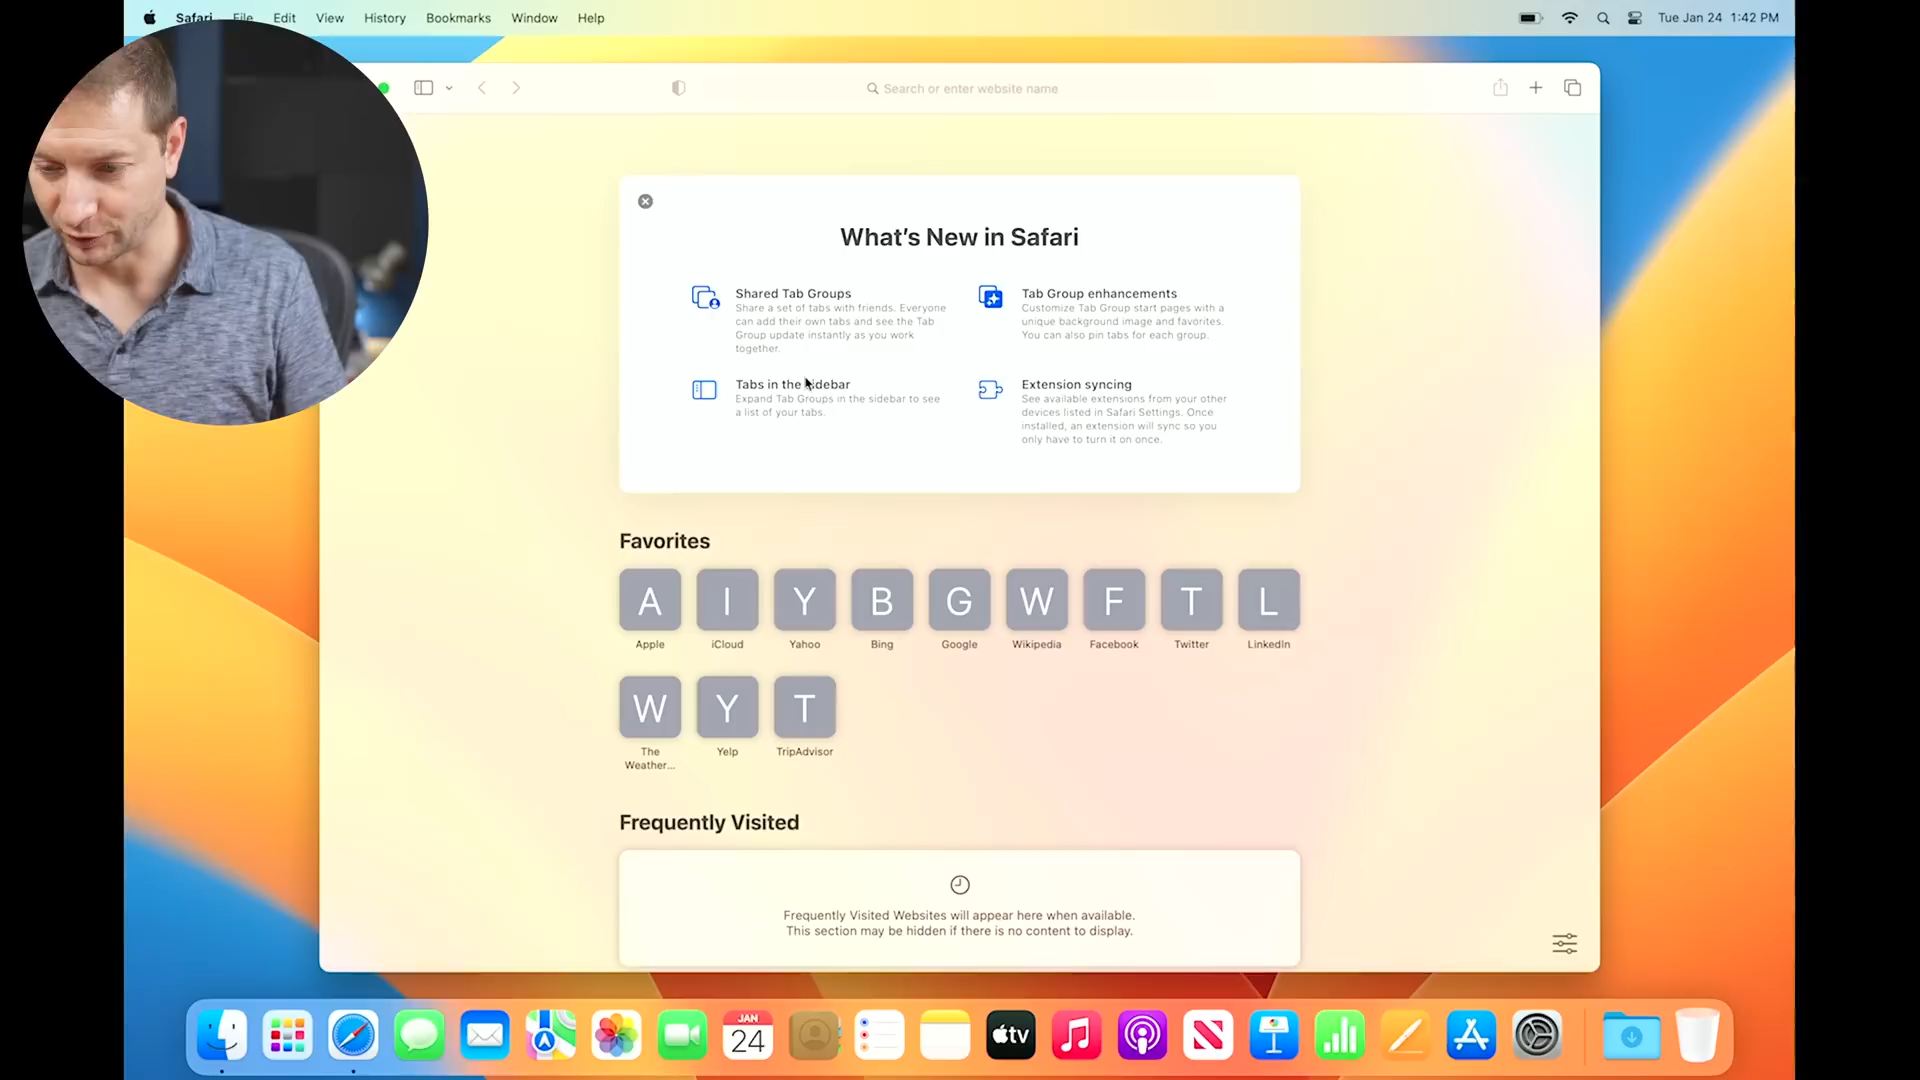 Safari File Edit View History Bookmarks Window Help
Tue Jan 24 1:42 PM
Search or enter website name
What's New in Safari
Shared Tab Groups
Share a set of tabs with friends. Everyone
can add their own tabs and see the Tab
Group update instantly as you work
together.
Tab Group enhancements
Customize Tab Group start pages with a
unique background image and favorites.
You can also pin tabs for each group.
Tabs in the sidebar
Expand Tab Groups in the sidebar to see
a list of your tabs.
Extension syncing
See available extensions from your other
devices listed in Safari Settings. Once
installed, an extension will sync so you
only have to turn it on once.
Favorites
A I Y B G W F T L
Apple iCloud Yahoo Bing Google Wikipedia Facebook Twitter LinkedIn
W Y T
The
Weather... Yelp TripAdvisor
Frequently Visited
Frequently Visited Websites will appear here when available.
This section may be hidden if there is no content to display.
JAN
24
tv